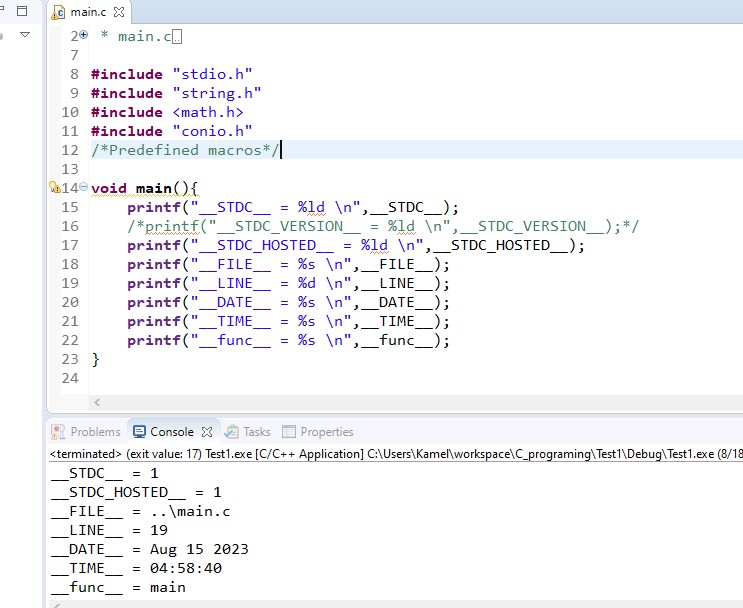 main.c
2 * main.c
7
8 #include "stdio.h"
9 #include "string.h"
10 #include <math.h>
11 #include "conio.h"
12 /*Predefined macros*/
13
14 void main(){
15     printf("__STDC__ = %ld \n",__STDC__);
16     /*printf("__STDC_VERSION__ = %ld \n",__STDC_VERSION__);*/
17     printf("__STDC_HOSTED__ = %ld \n",__STDC_HOSTED__);
18     printf("__FILE__ = %s \n",__FILE__);
19     printf("__LINE__ = %d \n",__LINE__);
20     printf("__DATE__ = %s \n",__DATE__);
21     printf("__TIME__ = %s \n",__TIME__);
22     printf("__func__ = %s \n",__func__);
23 }
24
Problems Console Tasks Properties
<terminated> (exit value: 17) Test1.exe [C/C++ Application] C:\Users\Kamel\workspace\C_programing\Test1\Debug\Test1.exe (8/18
__STDC__ = 1
__STDC_HOSTED__ = 1
__FILE__ = ..\main.c
__LINE__ = 19
__DATE__ = Aug 15 2023
__TIME__ = 04:58:40
__func__ = main